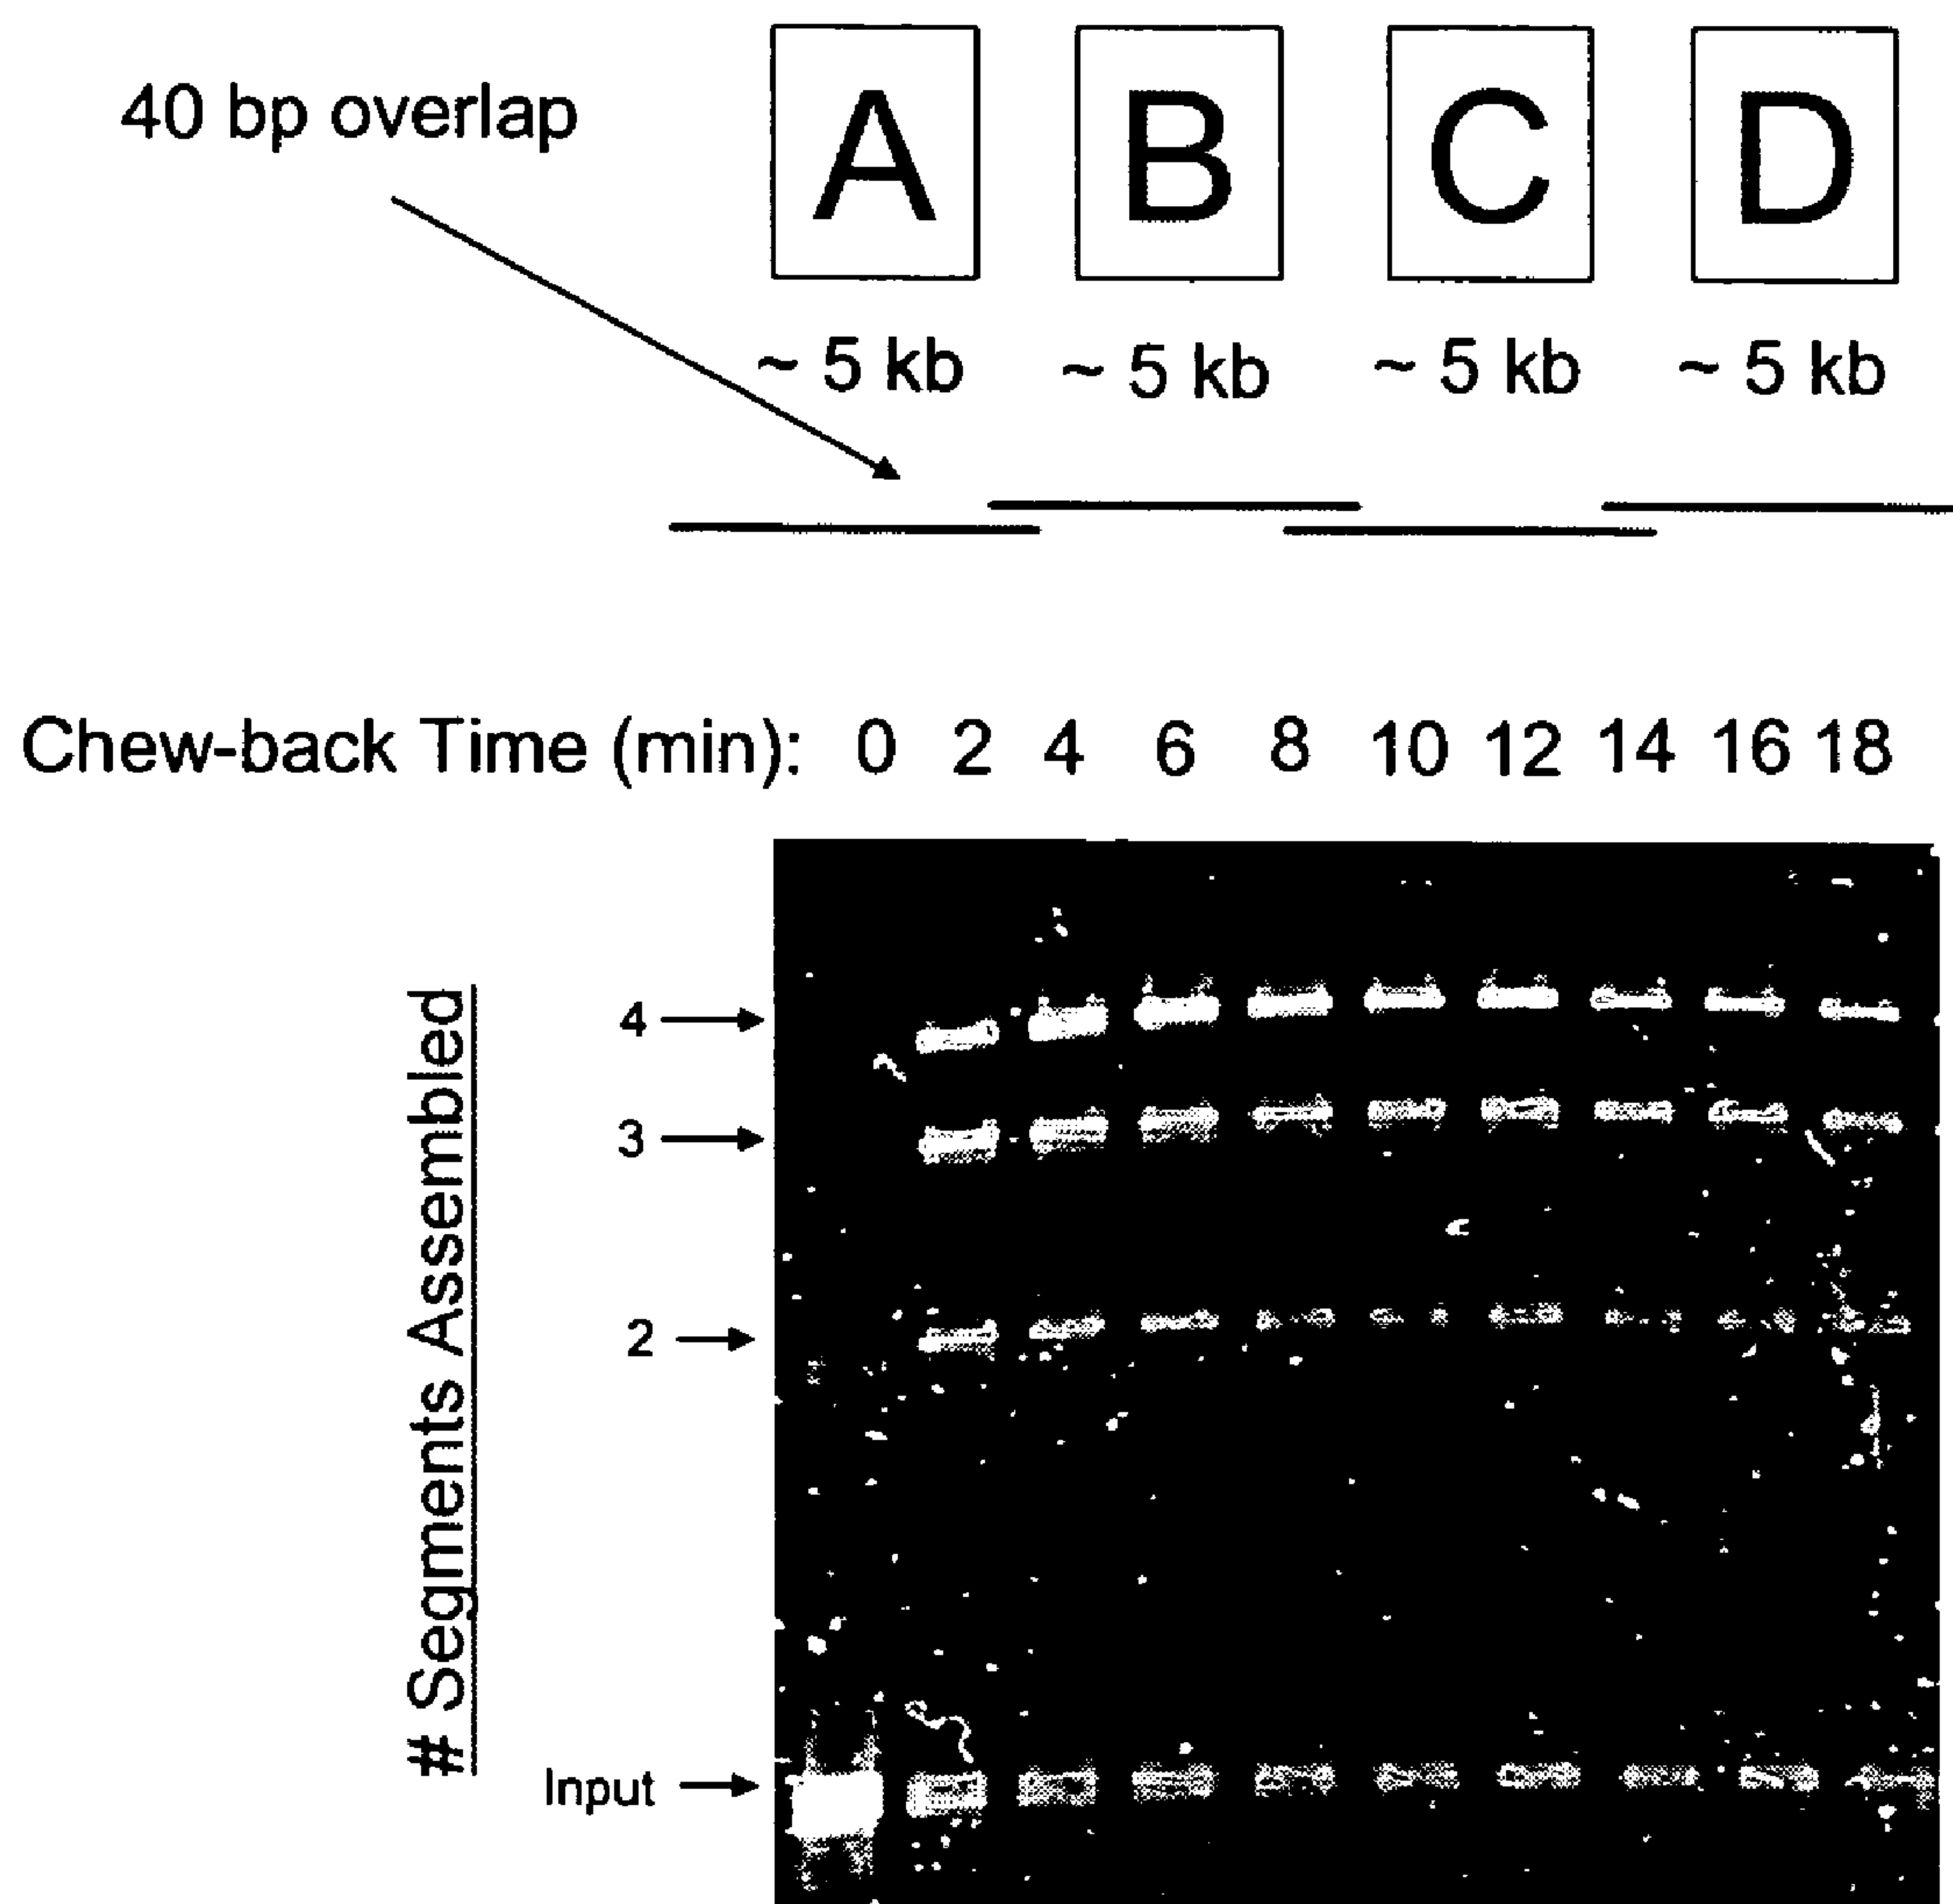 A B C D
40 bp overlap
~ 5 kb ~ 5 kb ~ 5 kb ~ 5 kb
Chew-back Time (min): 0 2 4 6 8 10 12 14 16 18
# Segments Assembled
4
3
2
Input